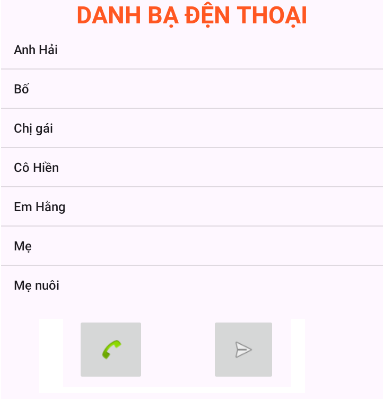 DANH BẠ ĐỆN THOẠI
Anh Hải
Bố
Chị gái
Cô Hiền
Em Hằng
Mẹ
Mẹ nuôi